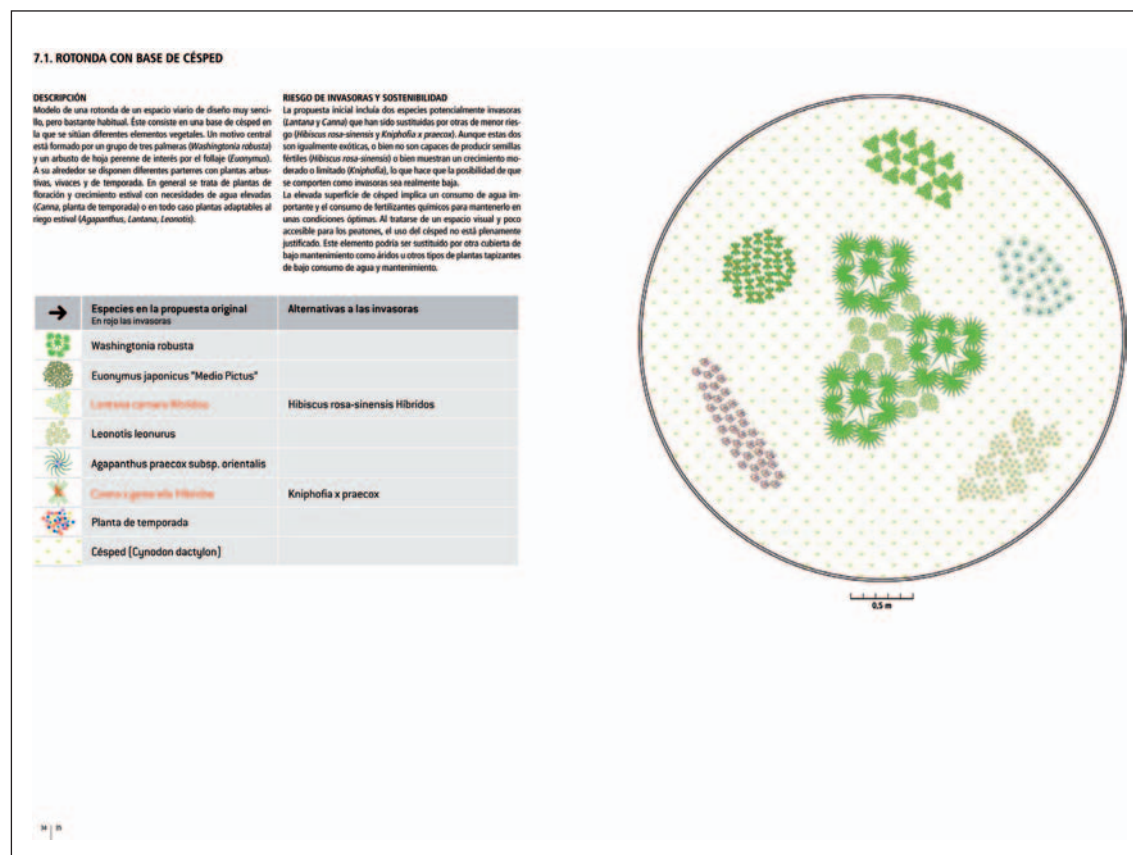 7.1. ROTONDA CON BASE DE CÉSPED
DESCRIPCIÓN
Modelo de una rotonda de un espacio viario de diseño muy senci-
llo, pero bastante habitual. Éste consiste en una base de césped en
la que se sitúan diferentes elementos vegetales. Un motivo central
está formado por un grupo de tres palmeras (Washingtonia robusta)
y un arbusto de hoja perenne de interés por el follaje (Euonymus).
A su alrededor se disponen diferentes parterres con plantas arbus-
tivas, vivaces y de temporada. En general se trata de plantas de
floración y crecimiento estival con necesidades de agua elevadas
(Canna, planta de temporada) o en todo caso plantas adaptables al
riego estival (Agapanthus, Lantana, Leonotis).
RIESGO DE INVASORAS Y SOSTENIBILIDAD
La propuesta inicial incluía dos especies potencialmente invasoras
(Lantana y Canna) que han sido sustituidas por otras de menor ries-
go (Hibiscus rosa-sinensis y Kniphofia x praecox). Aunque estas dos
son igualmente exóticas, o bien no son capaces de producir semillas
fértiles (Hibiscus rosa-sinensis) o bien muestran un crecimiento mo-
derado o limitado (Kniphofia), lo que hace que la posibilidad de que
se comporten como invasoras sea realmente baja.
La elevada superficie de césped implica un consumo de agua im-
portante y el consumo de fertilizantes químicos para mantenerlo en
unas condiciones óptimas. Al tratarse de un espacio visual y poco
accesible para los peatones, el uso del césped no está plenamente
justificado. Este elemento podría ser sustituido por otra cubierta de
bajo mantenimiento como áridos u otros tipos de plantas tapizantes
de bajo consumo de agua y mantenimiento.
Especies en la propuesta original
En rojo las invasoras
Alternativas a las invasoras
Washingtonia robusta
Euonymus japonicus "Medio Pictus"
Lantana camara Híbridos
Hibiscus rosa-sinensis Híbridos
Leonotis leonurus
Agapanthus praecox subsp. orientalis
Canna x
Kniphofia x praecox
Planta de temporada
Césped (Cynodon dactylon)
0,5 m
34 | 35